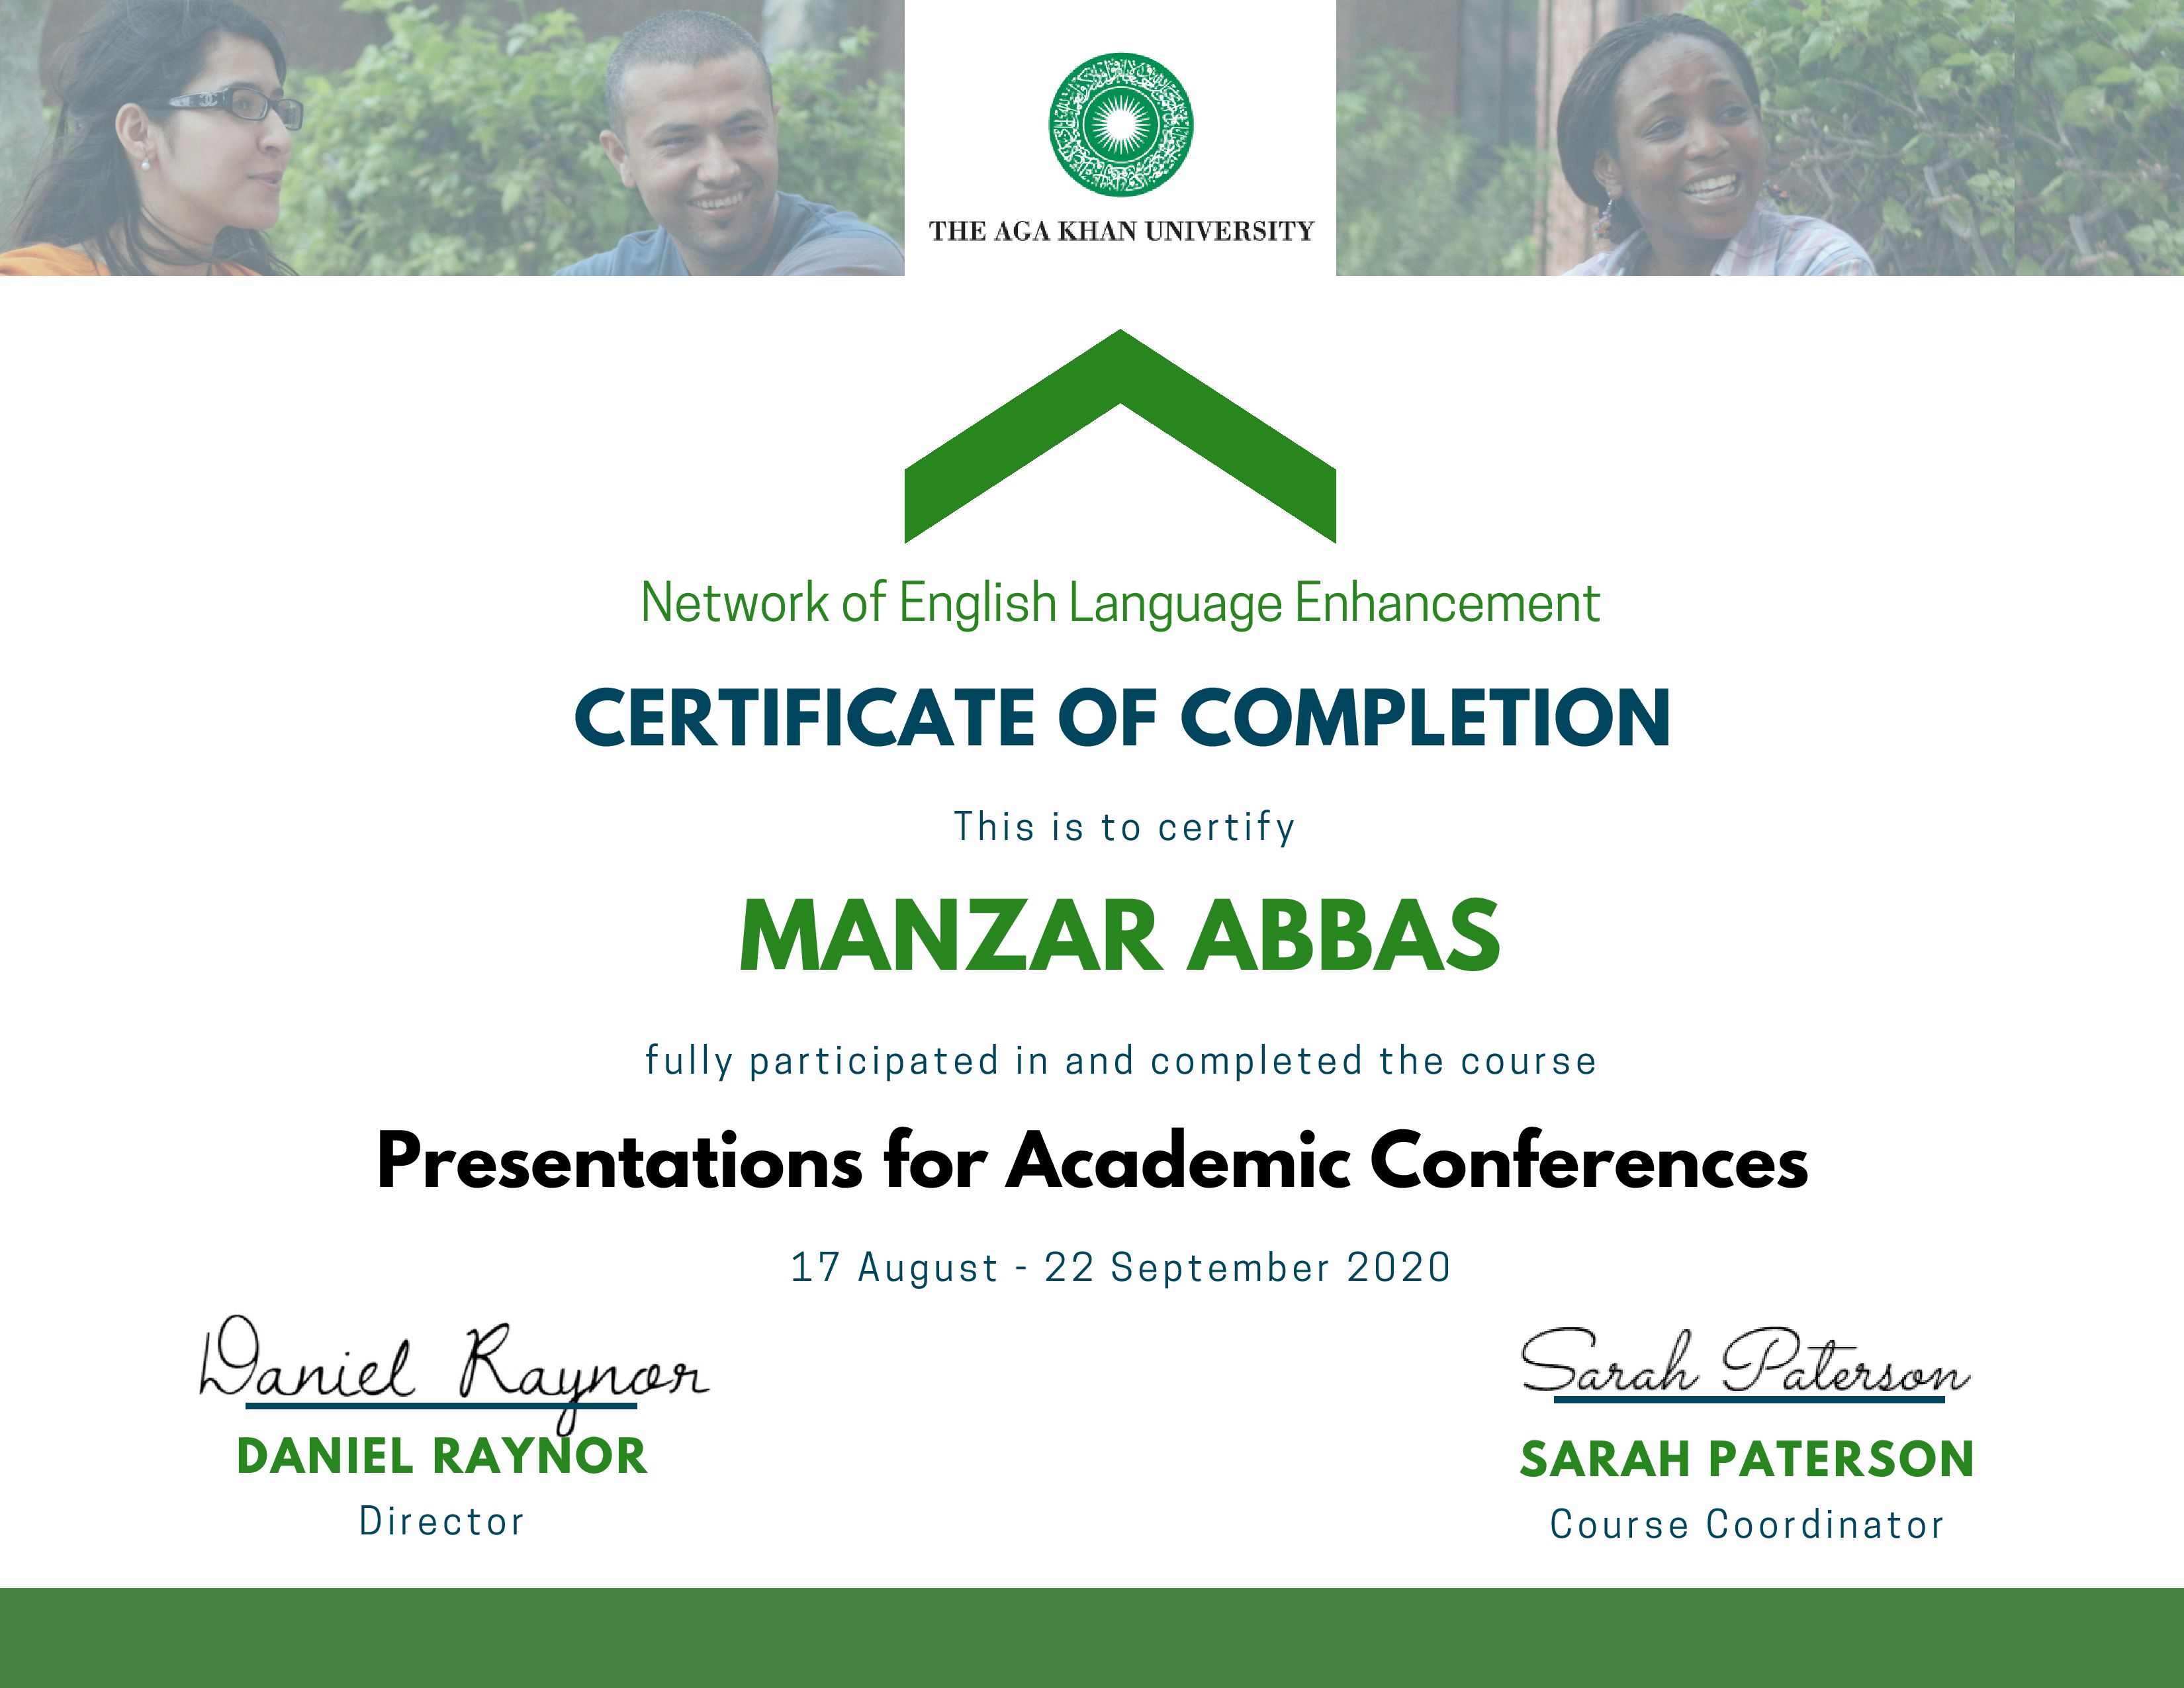 THE AGA KHAN UNIVERSITY
Network of English Language Enhancement
CERTIFICATE OF COMPLETION
This is to certify
MANZAR ABBAS
fully participated in and completed the course
Presentations for Academic Conferences
17 August - 22 September 2020
Daniel Raynor
DANIEL RAYNOR
Director
Sarah Paterson
SARAH PATERSON
Course Coordinator